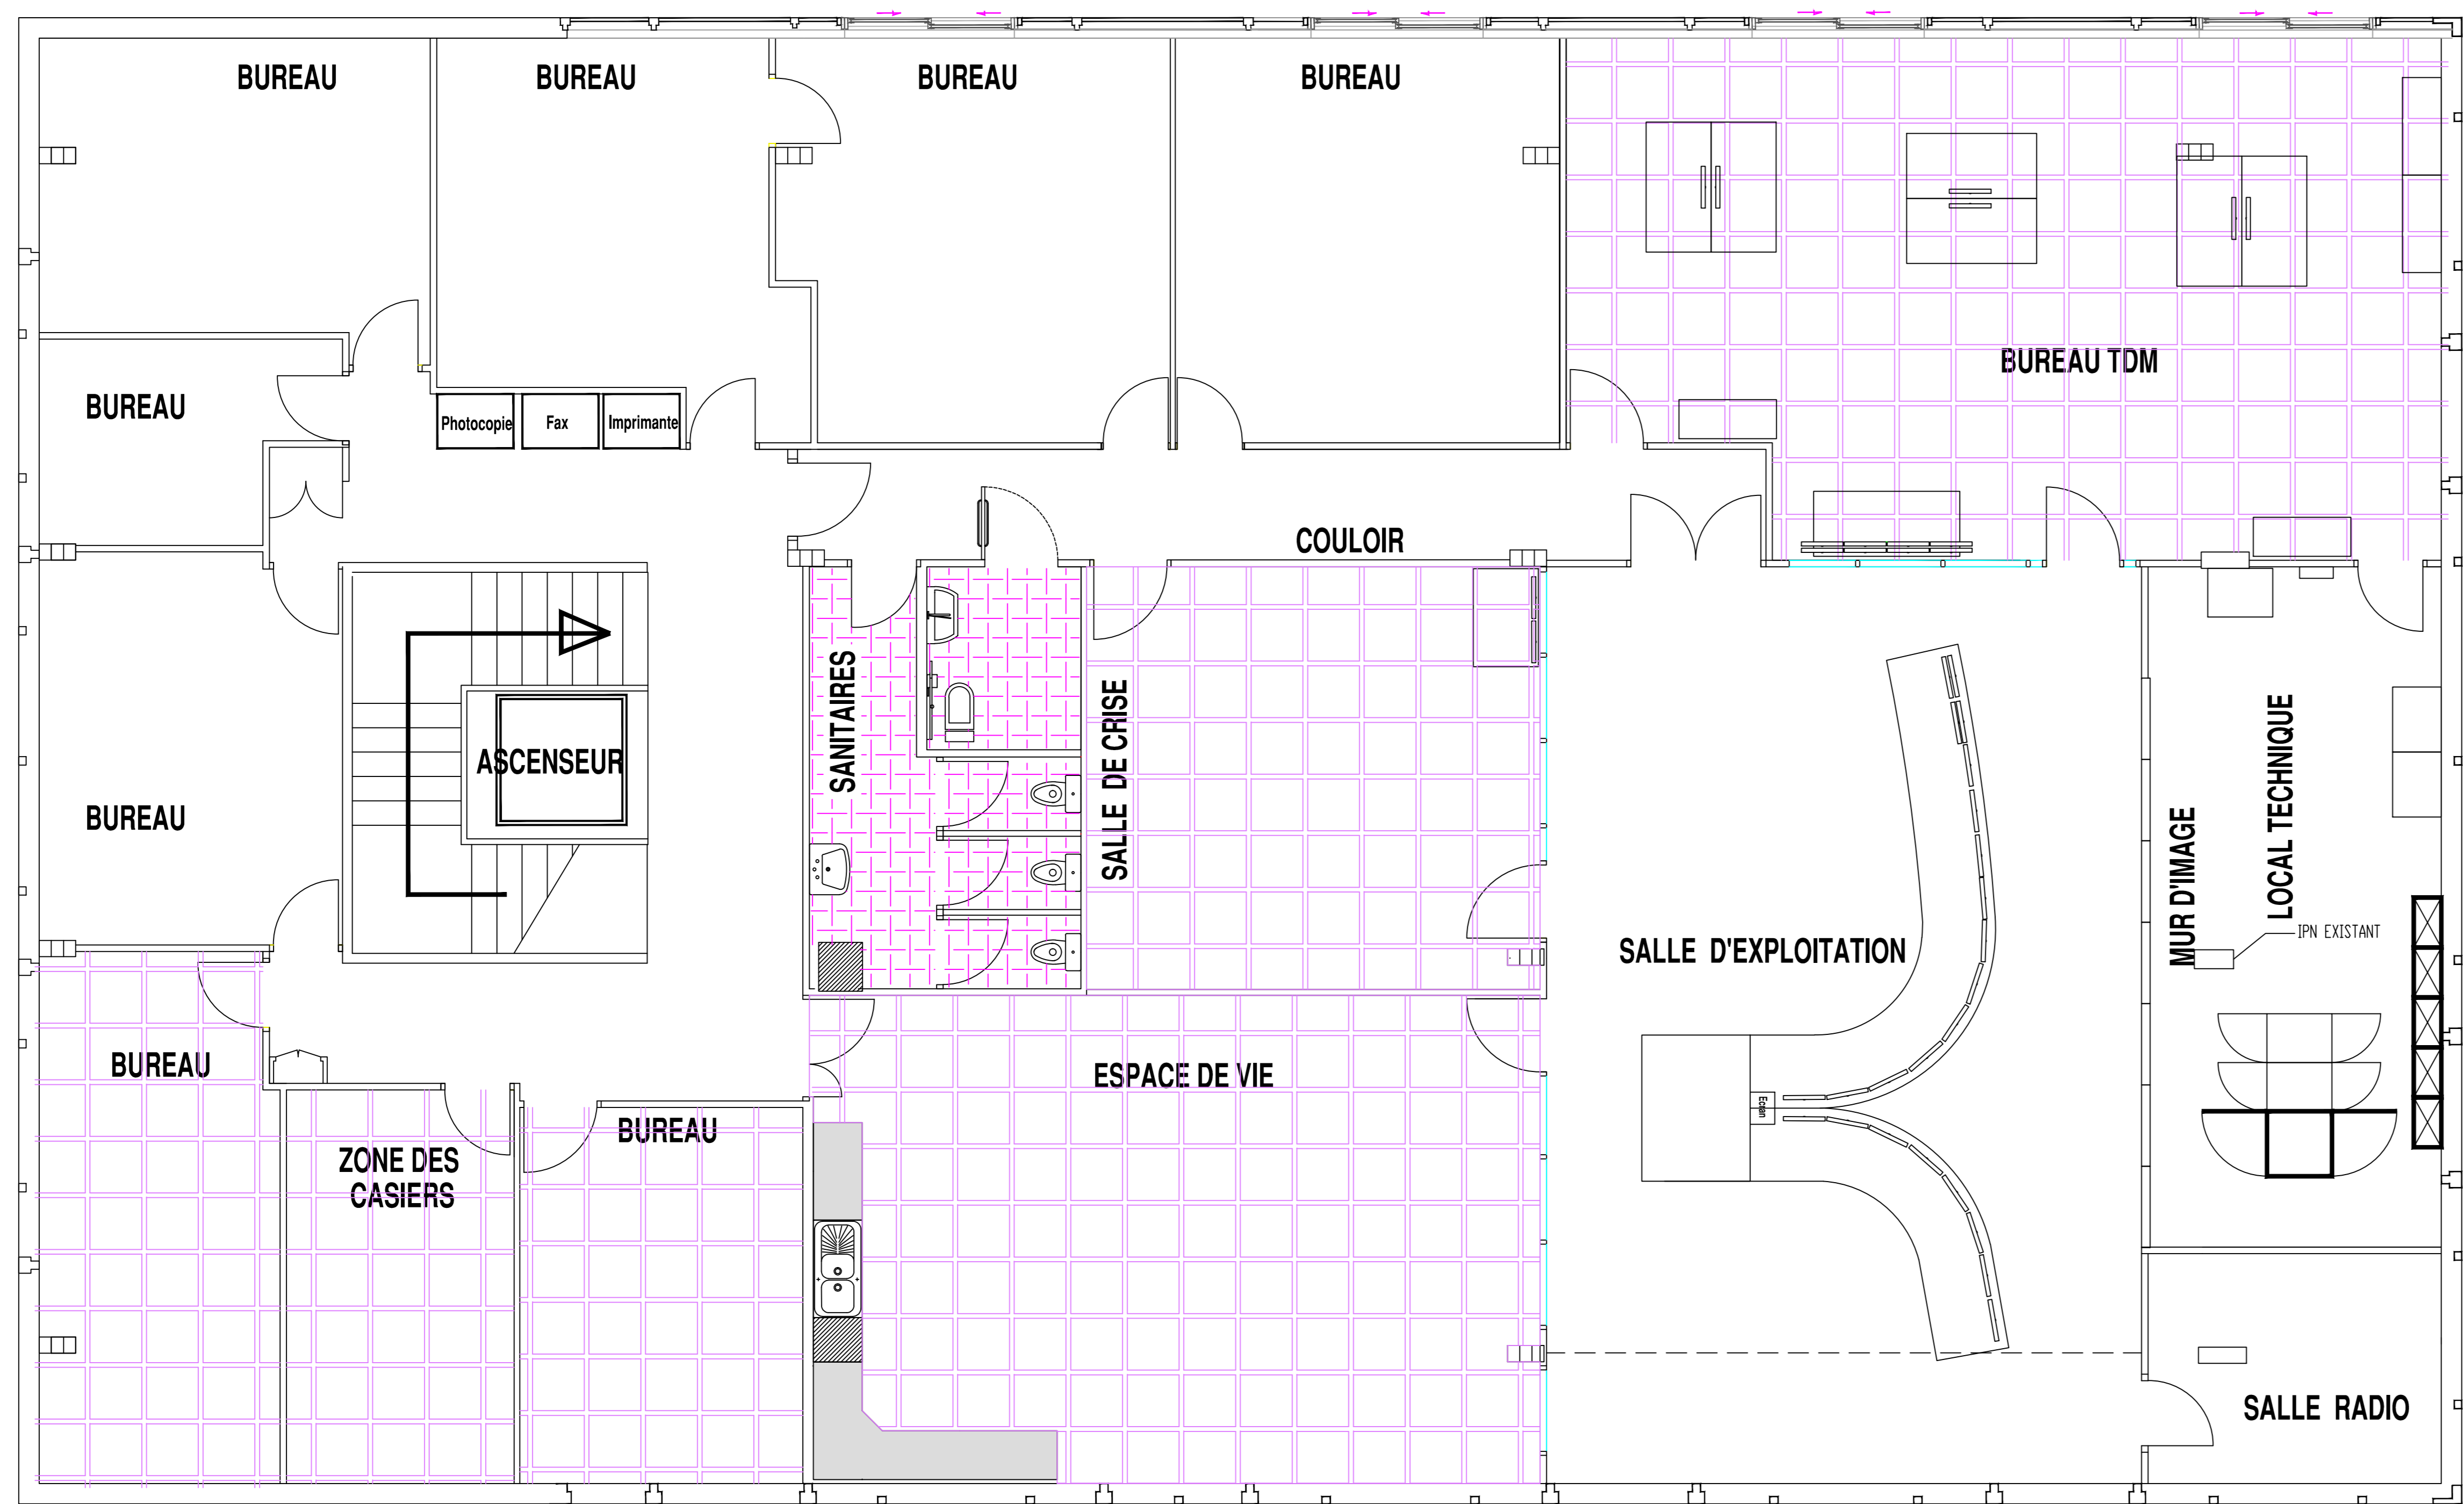 BUREAU
BUREAU
BUREAU
BUREAU
BUREAU TDM
BUREAU
Photocopie
Fax
Imprimante
COULOIR
SANITAIRES
SALLE DE CRISE
ASCENSEUR
BUREAU
MUR D'IMAGE
LOCAL TECHNIQUE
IPN EXISTANT
SALLE D'EXPLOITATION
BUREAU
ESPACE DE VIE
Ecran
BUREAU
ZONE DES
CASIERS
SALLE RADIO